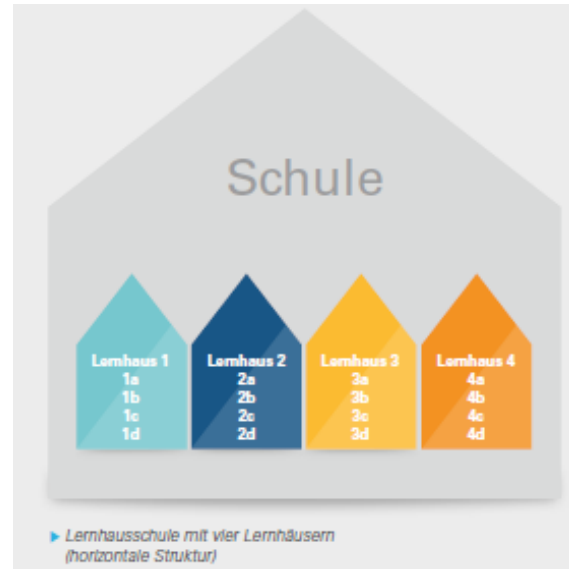 Schule
Lernhaus 1
1a
1b
1c
1d
Lernhaus 2
2a
2b
2c
2d
Lernhaus 3
3a
3b
3c
3d
Lernhaus 4
4a
4b
4c
4d
Lernhausschule mit vier Lernhäusern
(horizontale Struktur)